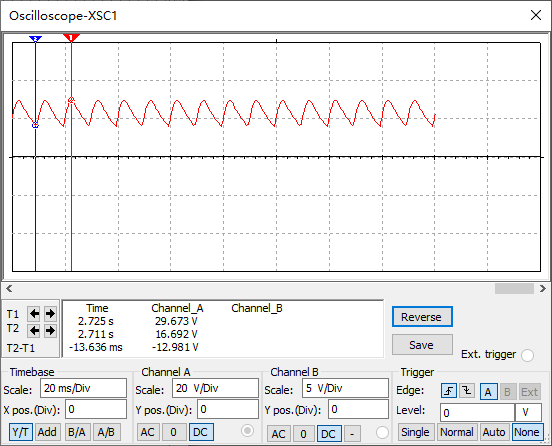 Oscilloscope-XSC1
2
1
T1
T2
T2-T1
Time Channel_A Channel_B
2.725 s 29.673 V
2.711 s 16.692 V
-13.636 ms -12.981 V
Reverse
Save
Ext. trigger
Timebase
Scale: 20 ms/Div
X pos.(Div): 0
Y/T Add B/A A/B
Channel A
Scale: 20 V/Div
Y pos.(Div): 0
AC 0 DC
Channel B
Scale: 5 V/Div
Y pos.(Div): 0
AC 0 DC -
Trigger
Edge: A B Ext
Level: 0 V
Single Normal Auto None